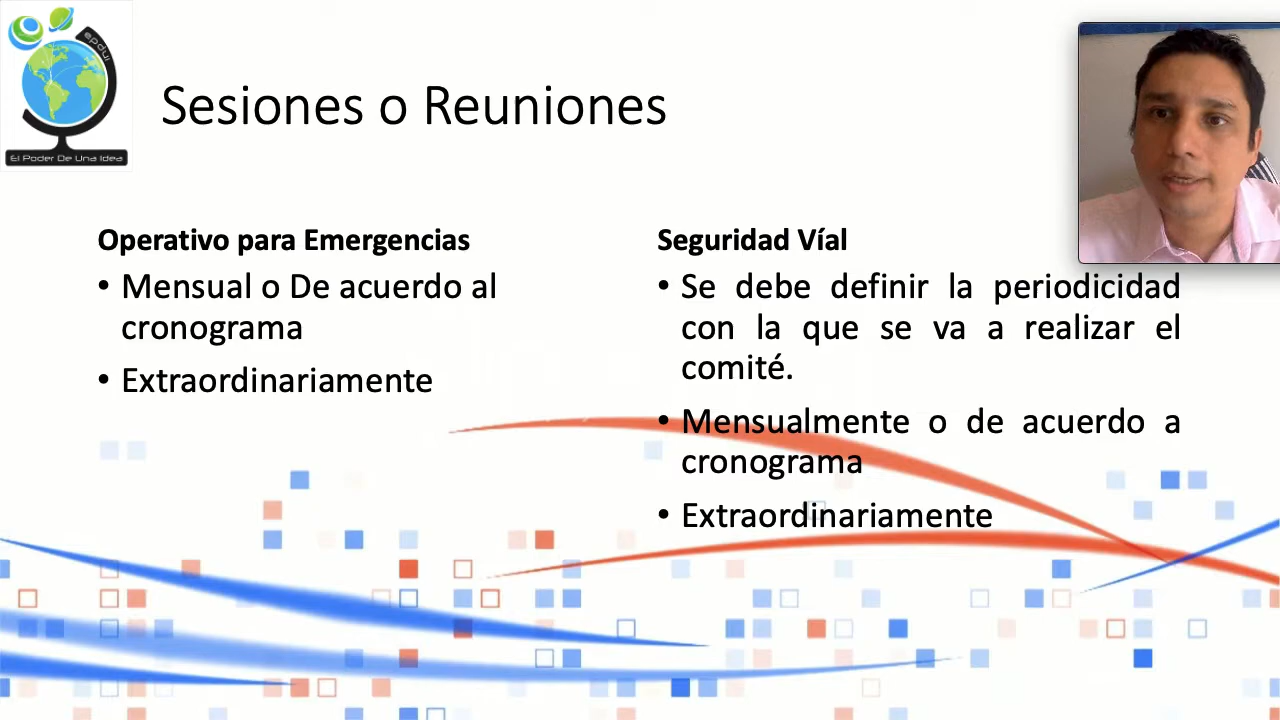 epdui
El Poder De Una Idea
Sesiones o Reuniones
Operativo para Emergencias
• Mensual o De acuerdo al
cronograma
• Extraordinariamente
Seguridad Víal
• Se debe definir la periodicidad
con la que se va a realizar el
comité.
• Mensualmente o de acuerdo a
cronograma
• Extraordinariamente